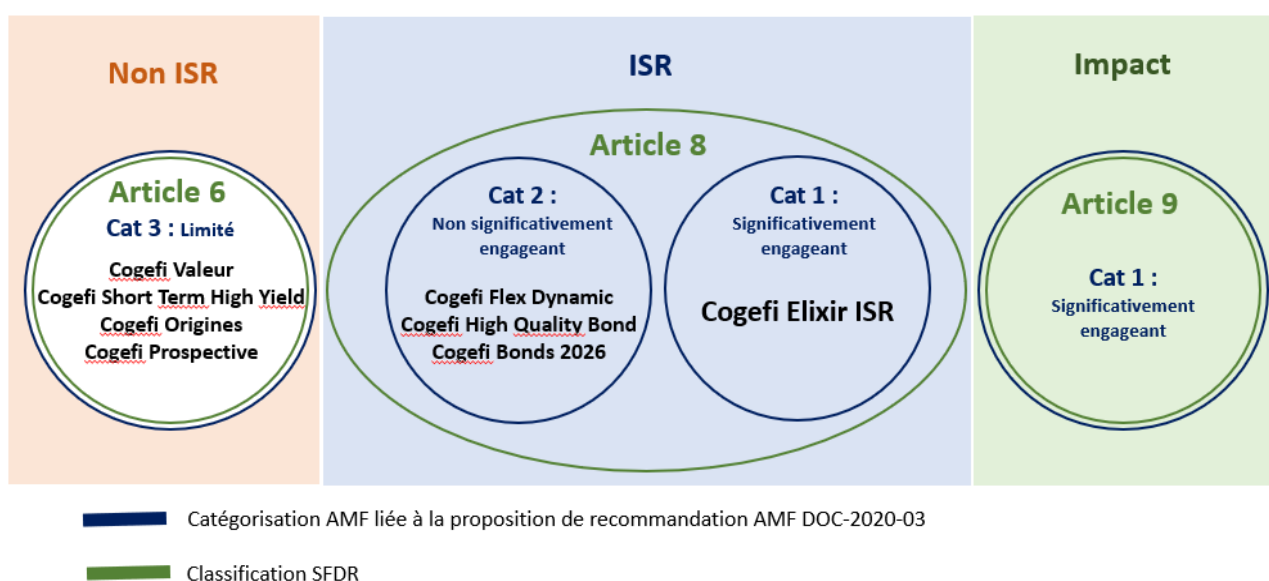 Non ISR
Article 6
Cat 3 : Limité
Cogefi Valeur
Cogefi Short Term High Yield
Cogefi Origines
Cogefi Prospective
ISR
Article 8
Cat 2 :
Non significativement
engageant
Cogefi Flex Dynamic
Cogefi High Quality Bond
Cogefi Bonds 2026
Cat 1 :
Significativement
engageant
Cogefi Elixir ISR
Impact
Article 9
Cat 1 :
Significativement
engageant
Catégorisation AMF liée à la proposition de recommandation AMF DOC-2020-03
Classification SFDR